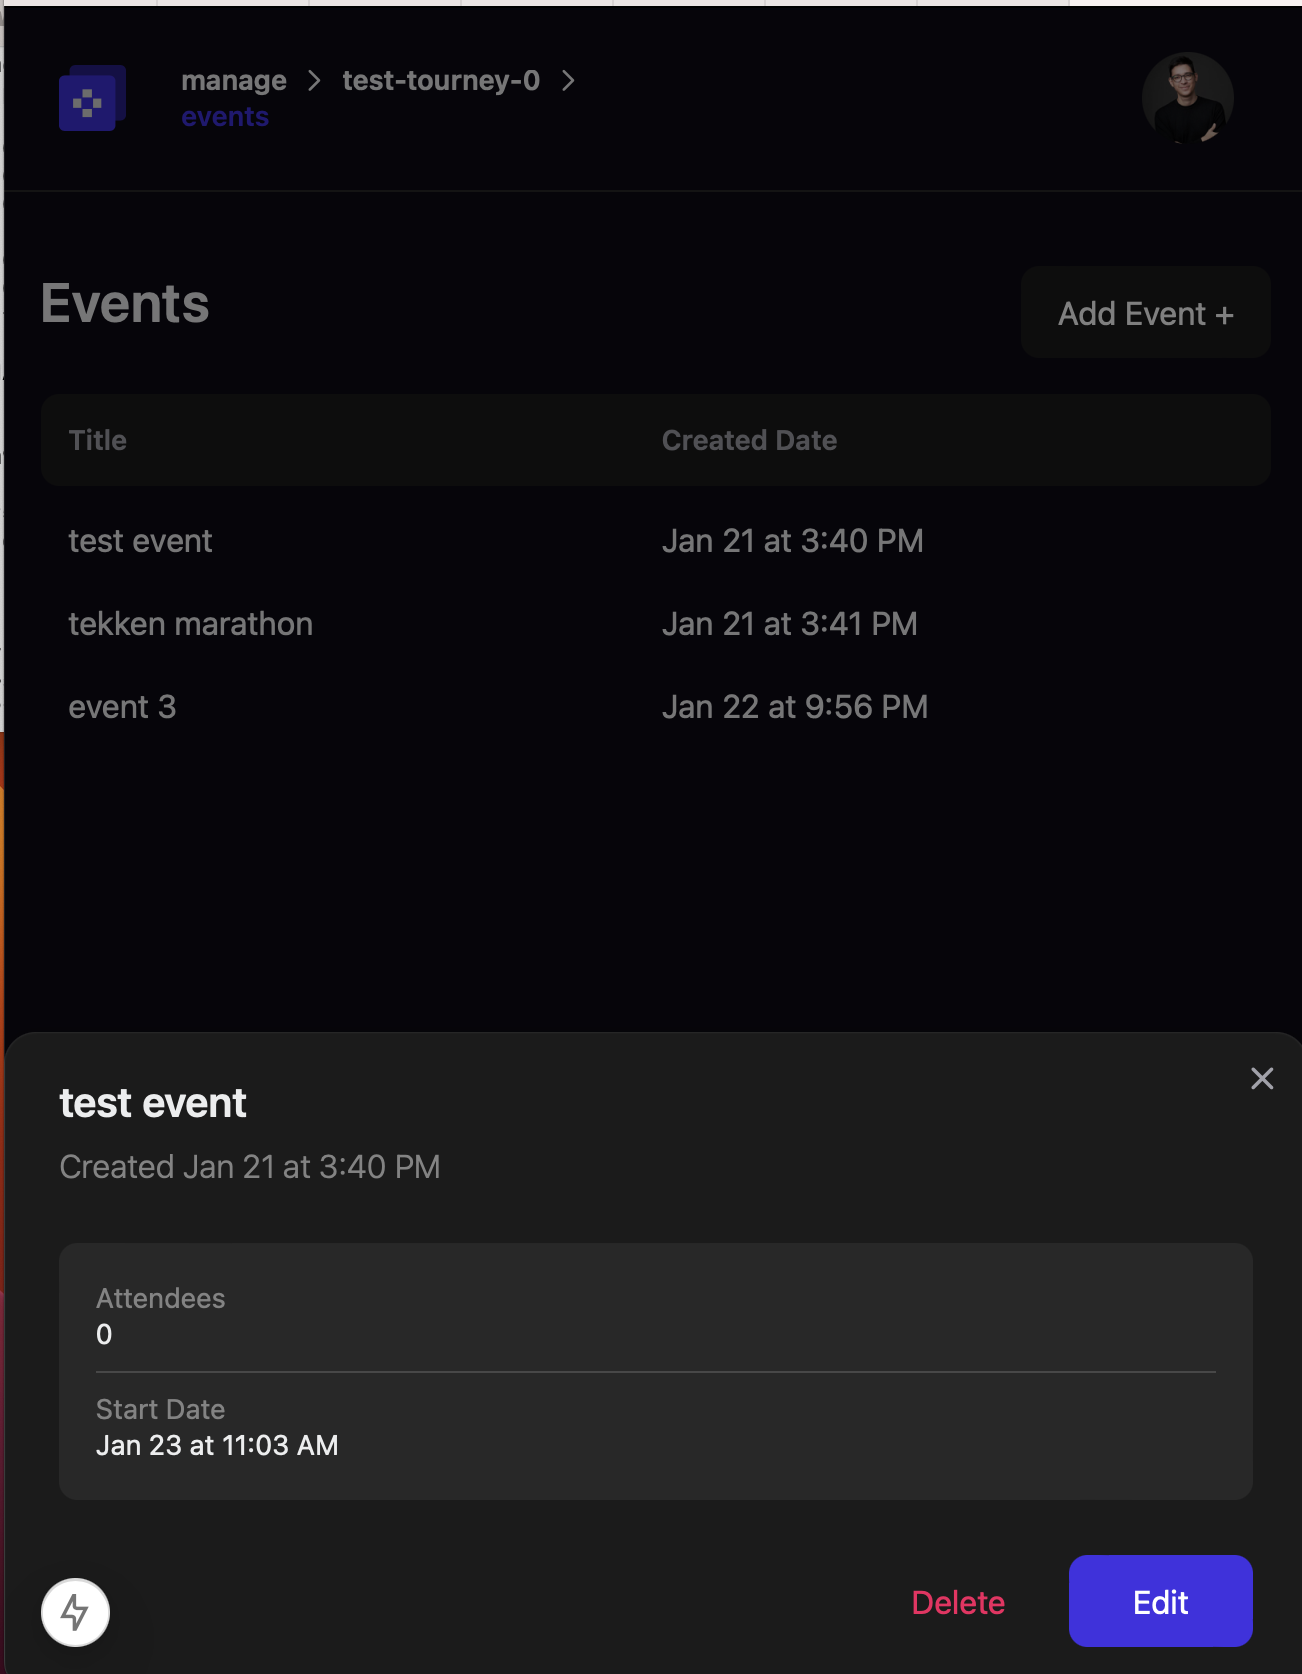 manage > test-tourney-0 >
events
Events
Add Event +
Title Created Date
test event Jan 21 at 3:40 PM
tekken marathon Jan 21 at 3:41 PM
event 3 Jan 22 at 9:56 PM
test event
Created Jan 21 at 3:40 PM
Attendees
0
Start Date
Jan 23 at 11:03 AM
Delete Edit